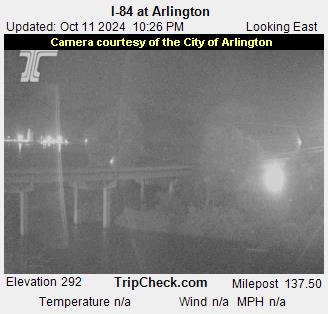 I-84 at Arlington
Updated: Oct 11 2024 10:26 PM Looking East
Camera courtesy of the City of Arlington
Elevation 292 TripCheck.com Milepost 137.50
Temperature n/a Wind n/a MPH n/a